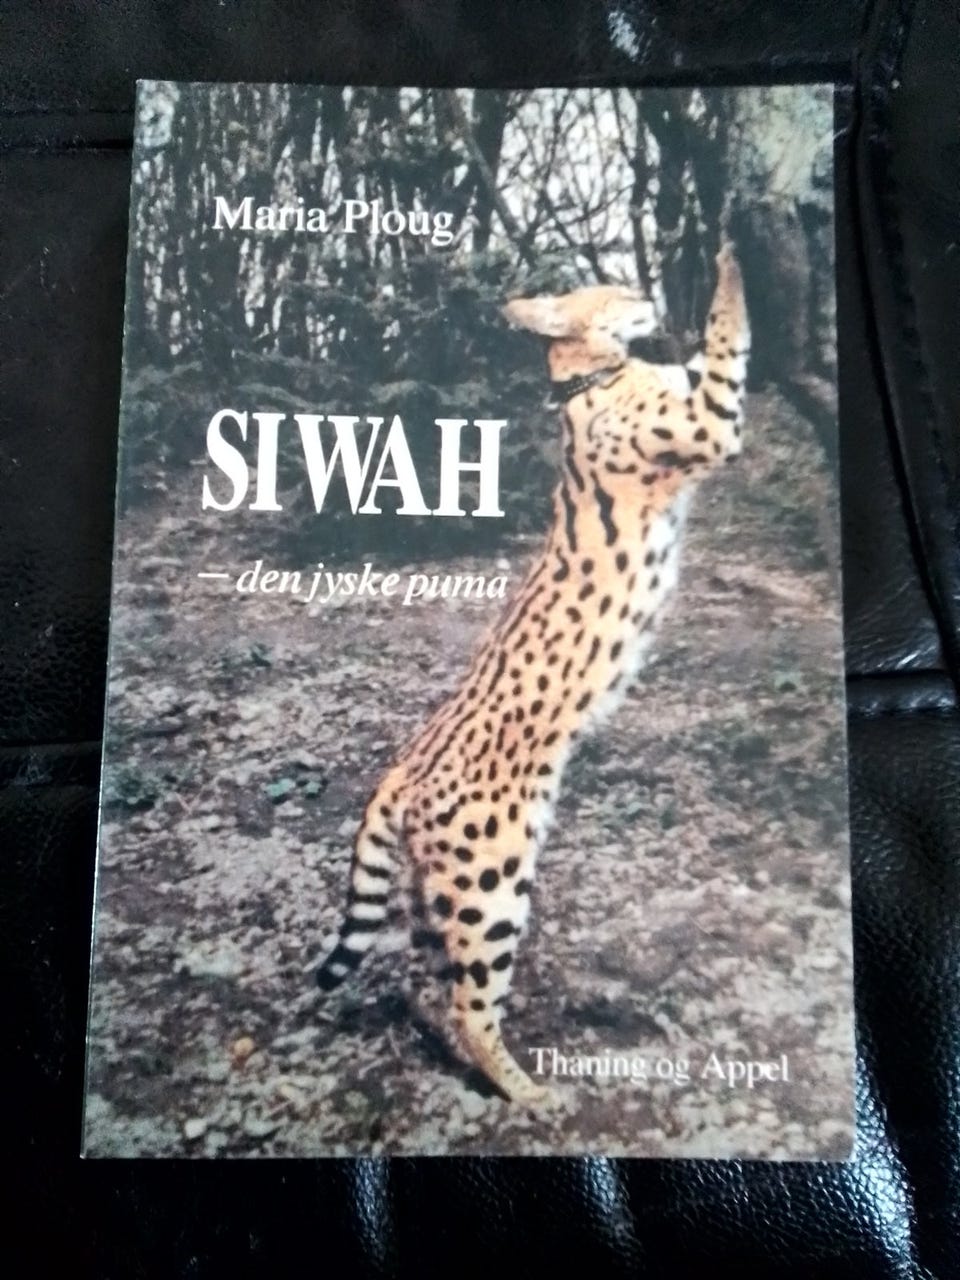 Maria Ploug
SIWAH
– den jyske puma
Thaning og Appel